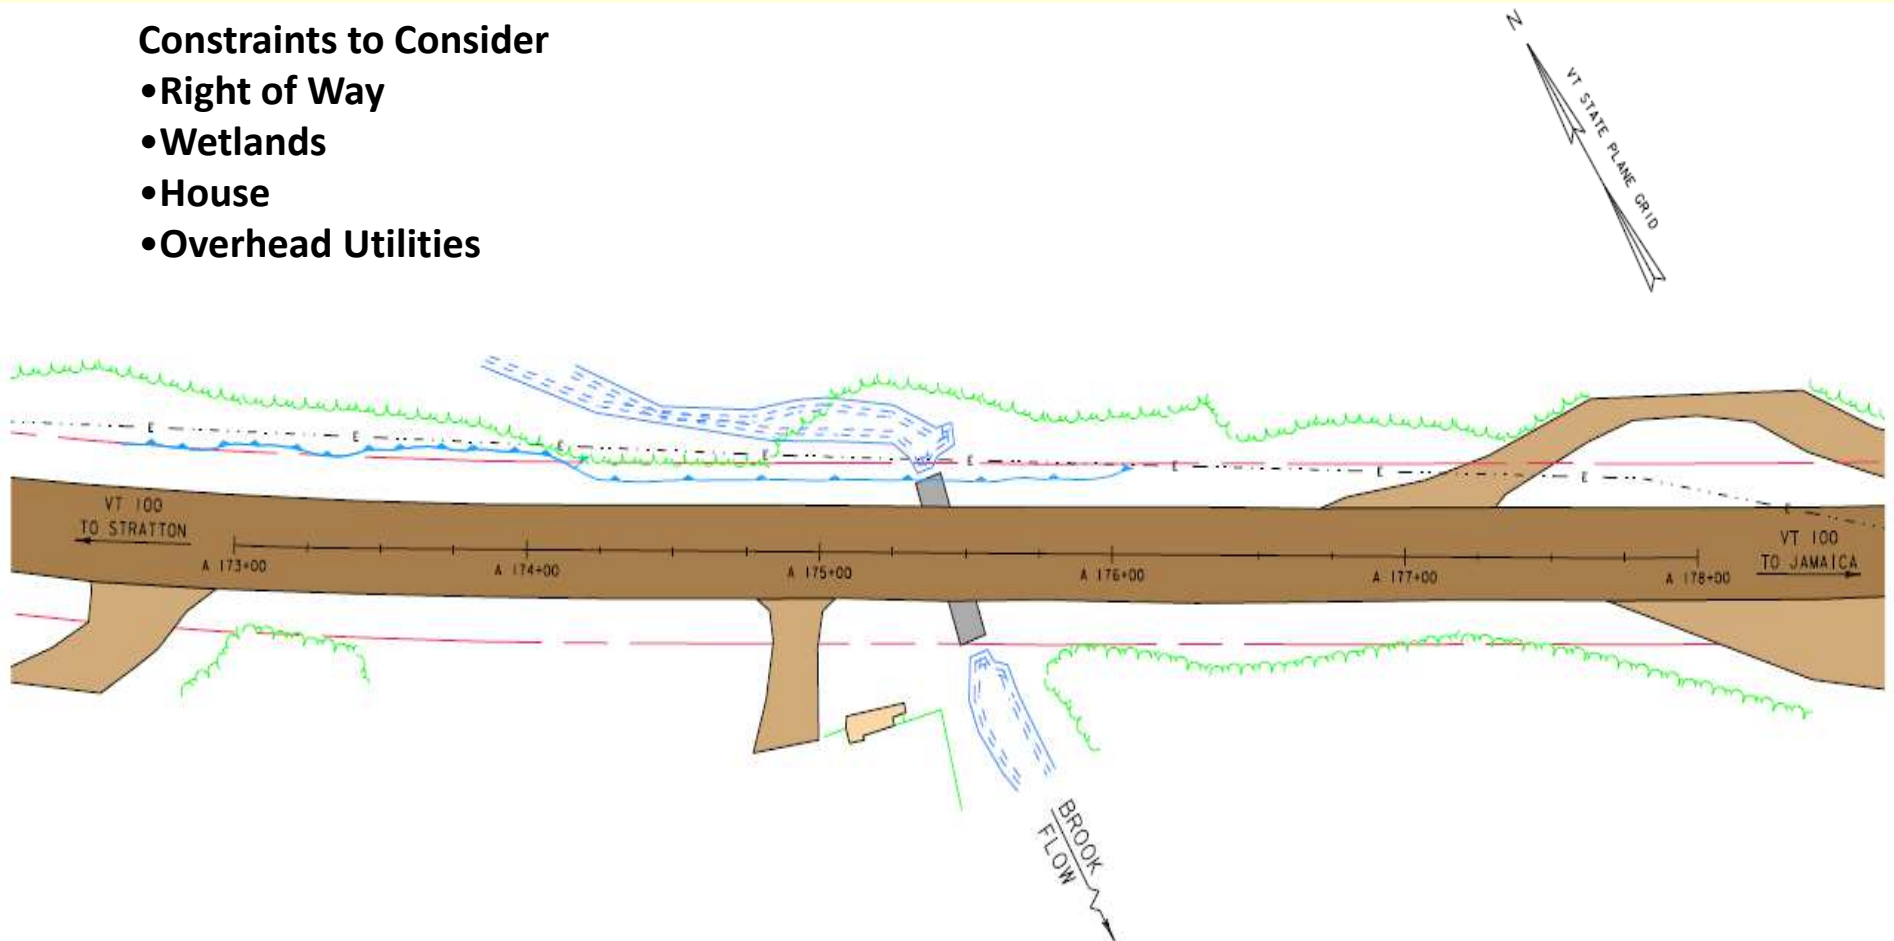 Constraints to Consider
•Right of Way
•Wetlands
•House
•Overhead Utilities
N
VT STATE PLANE GRID
E
E
E
E
E
E
E
E
E
VT 100
TO STRATTON
A 173+00
A 174+00
A 175+00
A 176+00
A 177+00
A 178+00
VT 100
TO JAMAICA
BROOK
FLOW